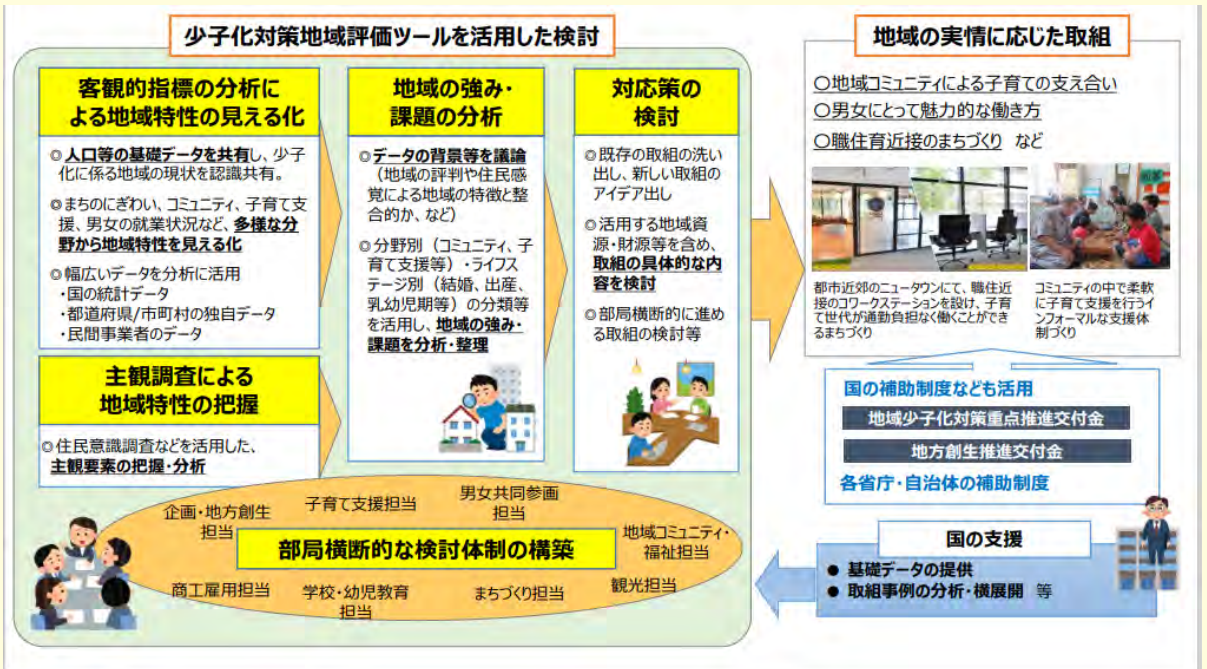 少子化対策地域評価ツールを活用した検討
客観的指標の分析に
よる地域特性の見える化
◎人口等の基礎データを共有し、少子
化に係る地域の現状を認識共有。
◎まちのにぎわい、コミュニティ、子育て支
援、男女の就業状況など、多様な分
野から地域特性を見える化
◎幅広いデータを分析に活用
・国の統計データ
・都道府県/市町村の独自データ
・民間事業者のデータ
主観調査による
地域特性の把握
◎住民意識調査などを活用した、
主観要素の把握・分析
地域の強み・
課題の分析
◎データの背景等を議論
（地域の評判や住民感
覚による地域の特徴と整
合的か、など）
◎分野別（コミュニティ、子
育て支援等）・ライフス
テージ別（結婚、出産、
乳幼児期等）の分類等
を活用し、地域の強み・
課題を分析・整理
対応策の
検討
◎既存の取組の洗い
出し、新しい取組の
アイデア出し
◎活用する地域資
源・財源等を含め、
取組の具体的な内
容を検討
◎部局横断的に進め
る取組の検討等
企画・地方創生
担当
子育て支援担当
男女共同参画
担当
地域コミュニティ・
福祉担当
部局横断的な検討体制の構築
商工雇用担当
学校・幼児教育
担当
まちづくり担当
観光担当
地域の実情に応じた取組
○地域コミュニティによる子育ての支え合い
○男女にとって魅力的な働き方
○職住育近接のまちづくり など
都市近郊のニュータウンにて、職住近
接のコワークステーションを設け、子育
て世代が通勤負担なく働くことができ
るまちづくり
コミュニティの中で柔軟
に子育て支援を行うイ
ンフォーマルな支援体
制づくり
国の補助制度なども活用
地域少子化対策重点推進交付金
地方創生推進交付金
各省庁・自治体の補助制度
国の支援
● 基礎データの提供
● 取組事例の分析・横展開 等